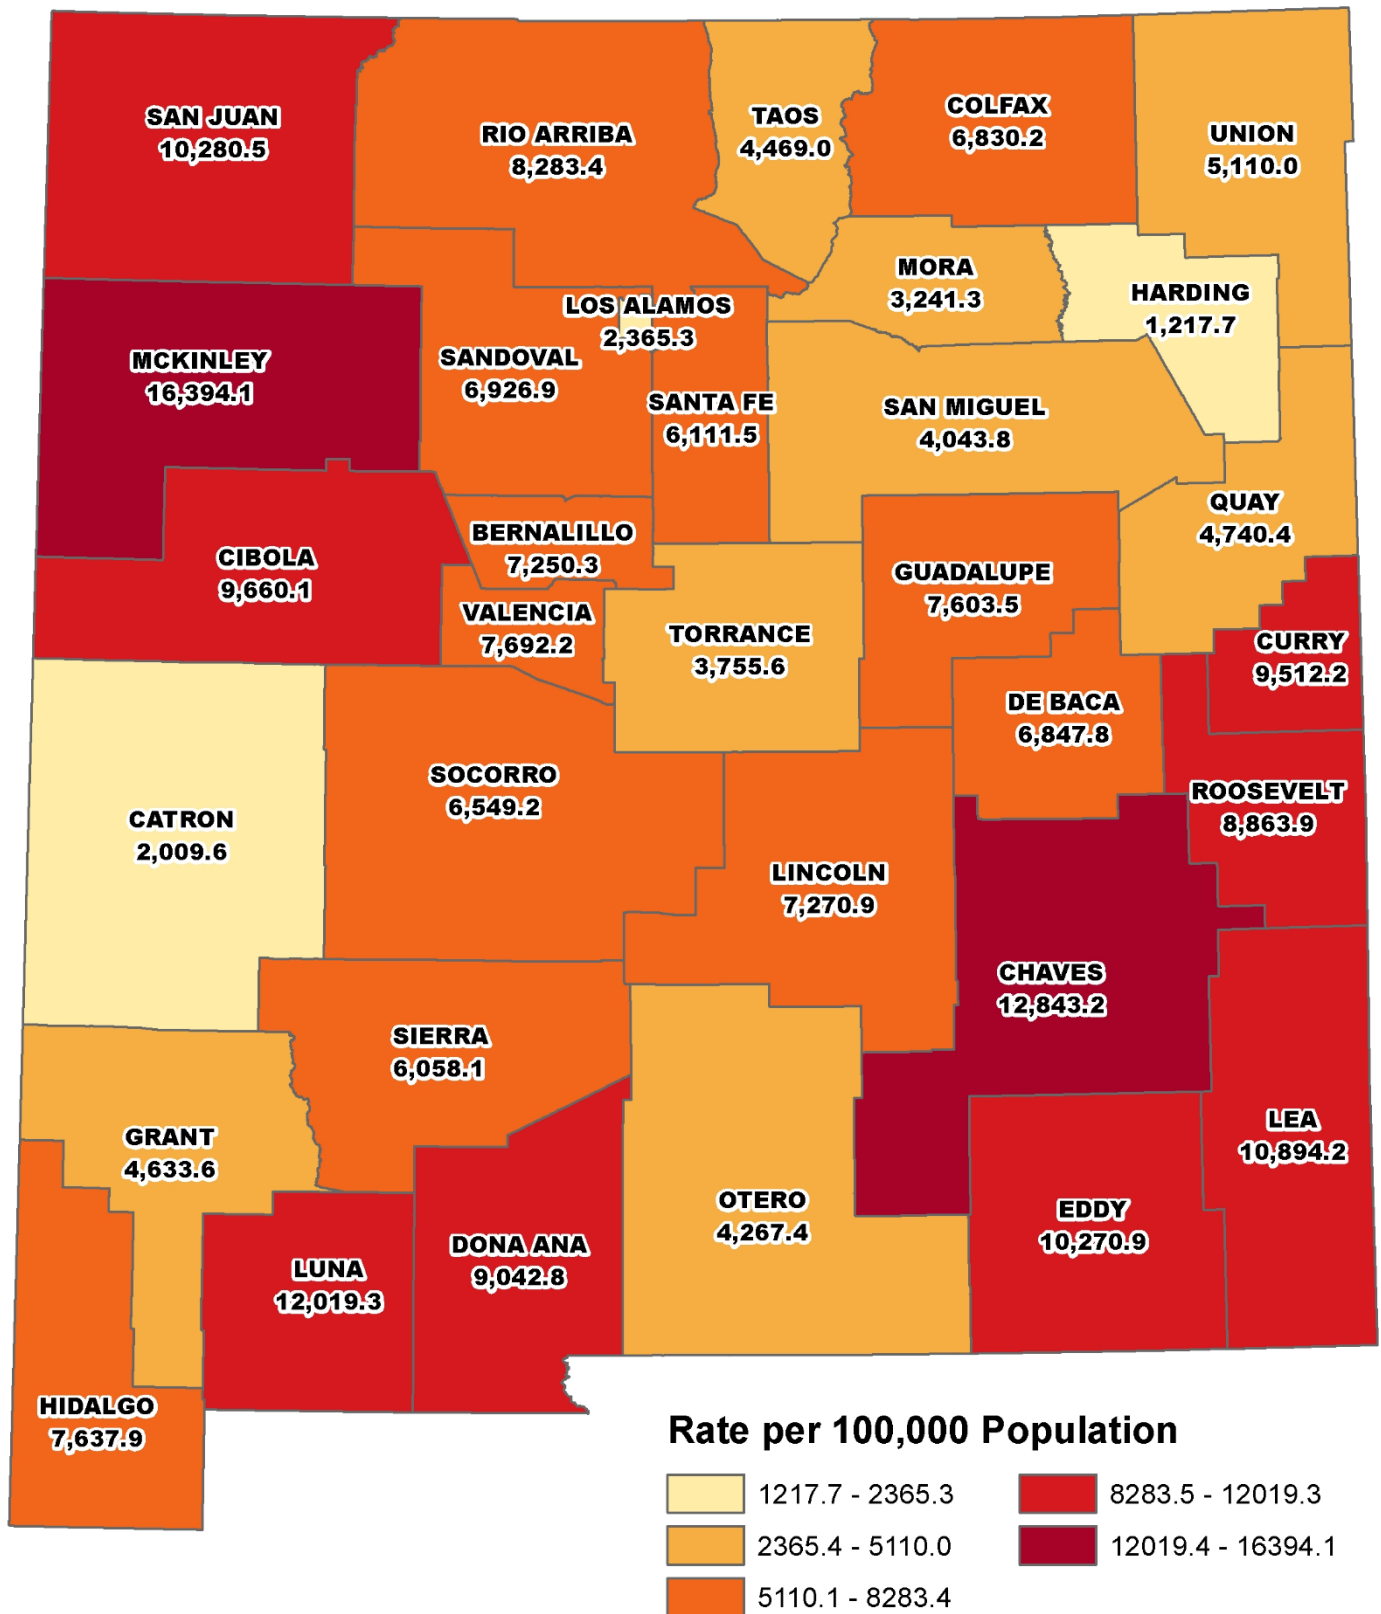 SAN JUAN
10,280.5
RIO ARRIBA
8,283.4
TAOS
4,469.0
COLFAX
6,830.2
UNION
5,110.0
MORA
3,241.3
HARDING
1,217.7
LOS ALAMOS
2,365.3
MCKINLEY
16,394.1
SANDOVAL
6,926.9
SANTA FE
6,111.5
SAN MIGUEL
4,043.8
QUAY
4,740.4
BERNALILLO
7,250.3
CIBOLA
9,660.1
GUADALUPE
7,603.5
VALENCIA
7,692.2
TORRANCE
3,755.6
CURRY
9,512.2
DE BACA
6,847.8
SOCORRO
6,549.2
ROOSEVELT
8,863.9
CATRON
2,009.6
LINCOLN
7,270.9
CHAVES
12,843.2
SIERRA
6,058.1
LEA
10,894.2
GRANT
4,633.6
OTERO
4,267.4
EDDY
10,270.9
DONA ANA
9,042.8
LUNA
12,019.3
HIDALGO
7,637.9
Rate per 100,000 Population
1217.7 - 2365.3
2365.4 - 5110.0
5110.1 - 8283.4
8283.5 - 12019.3
12019.4 - 16394.1